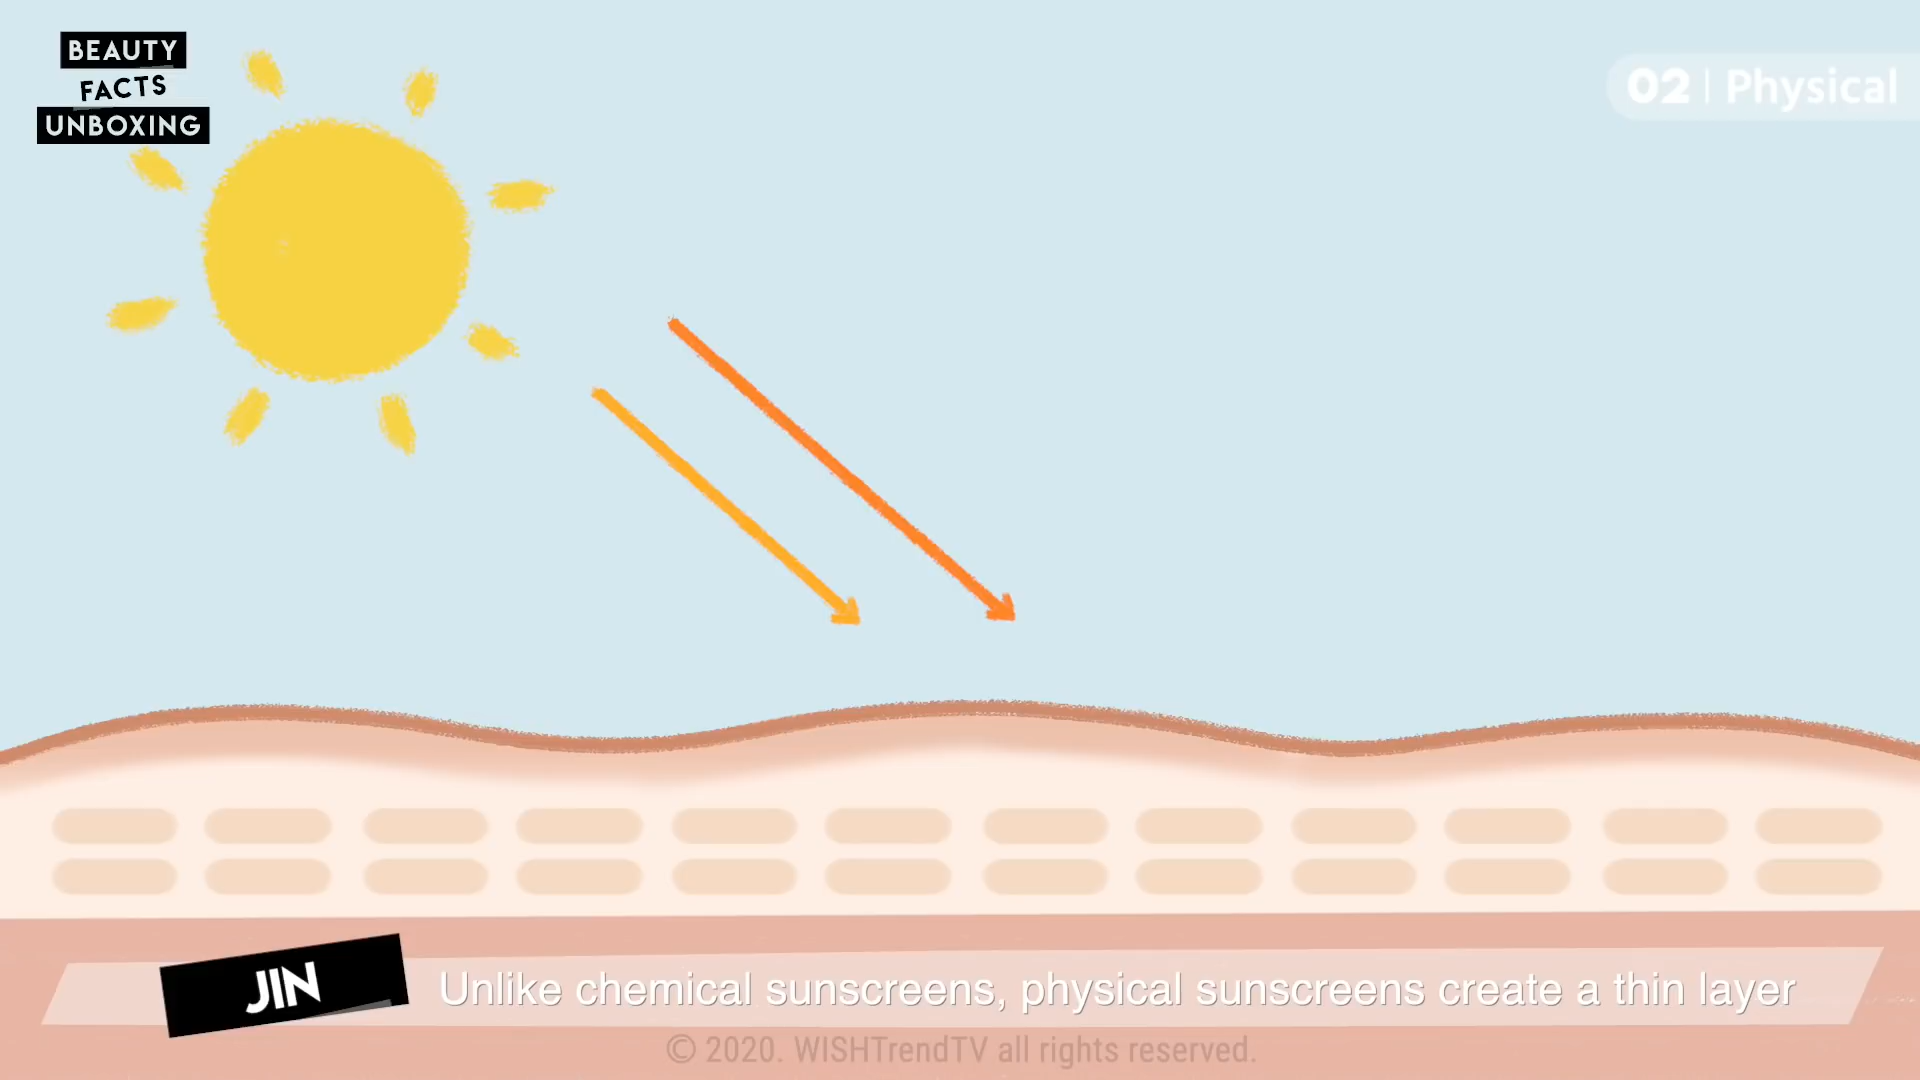 BEAUTY
FACTS
UNBOXING
02 | Physical
JIN
Unlike chemical sunscreens, physical sunscreens create a thin layer
© 2020. WISHTrendTV all rights reserved.